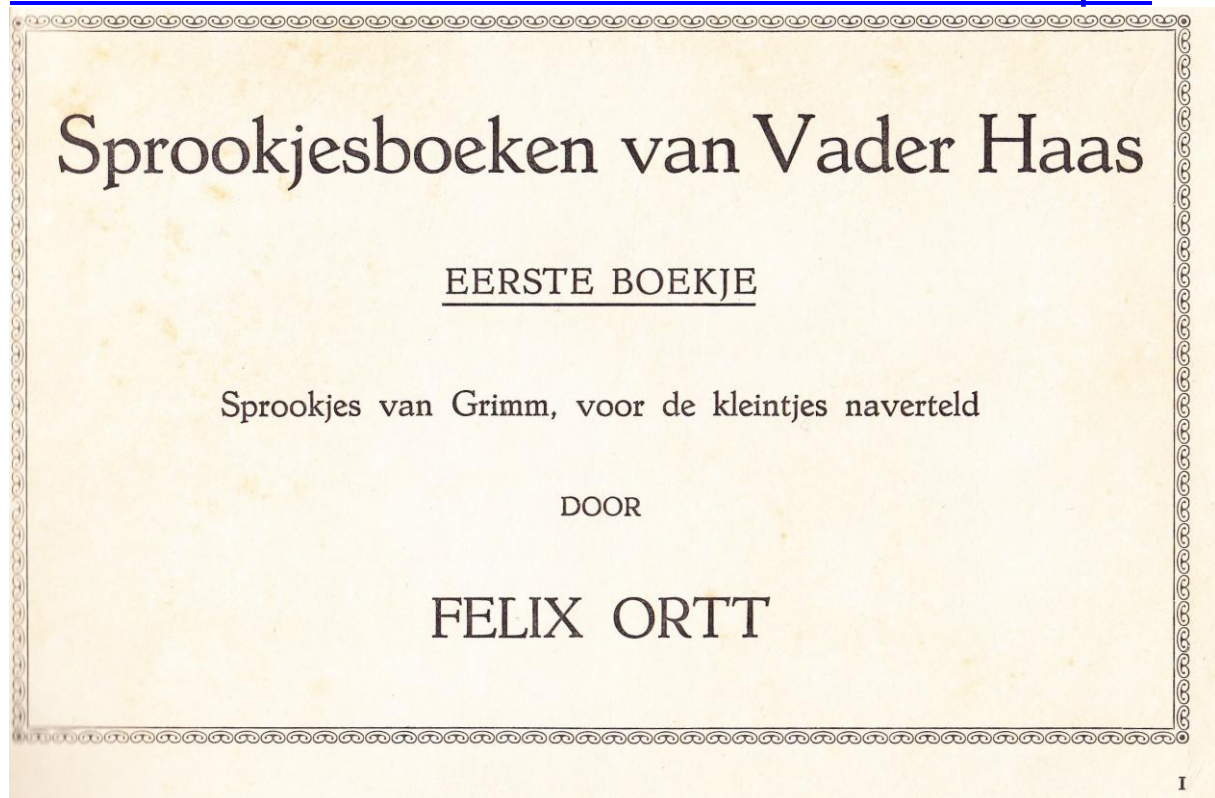 Sprookjesboeken van Vader Haas
EERSTE BOEKJE
Sprookjes van Grimm, voor de kleintjes naverteld
DOOR
FELIX ORTT
I